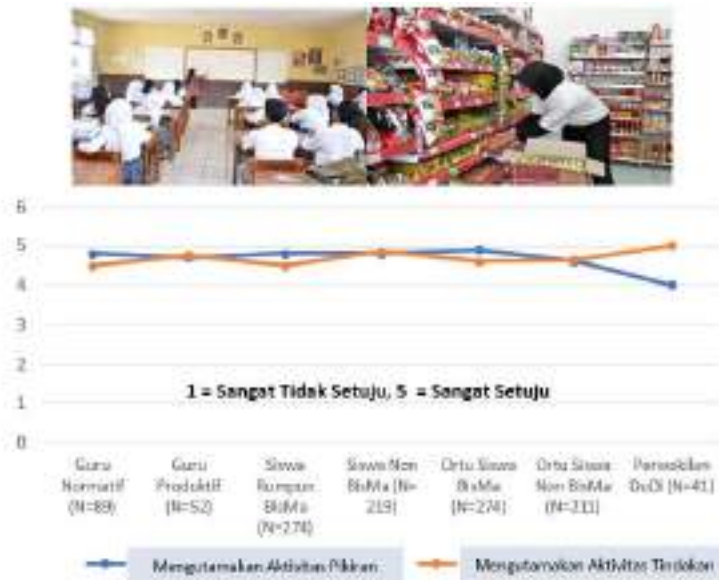 6
5
4
3
2
1
0
1 = Sangat Tidak Setuju, 5 = Sangat Setuju
Guru
Normatif
(N=89)
Guru
Produktif
(N=52)
Siswa
Rumpun
BisMa
(N=274)
Siswa Non
BisMa (N=
219)
Ortu Siswa
BisMa
(N=274)
Ortu Siswa
Non BisMa
(N=211)
Perwakilan
DuDi (N=41)
Mengutamakan Aktivitas Pikiran
Mengutamakan Aktivitas Tindakan